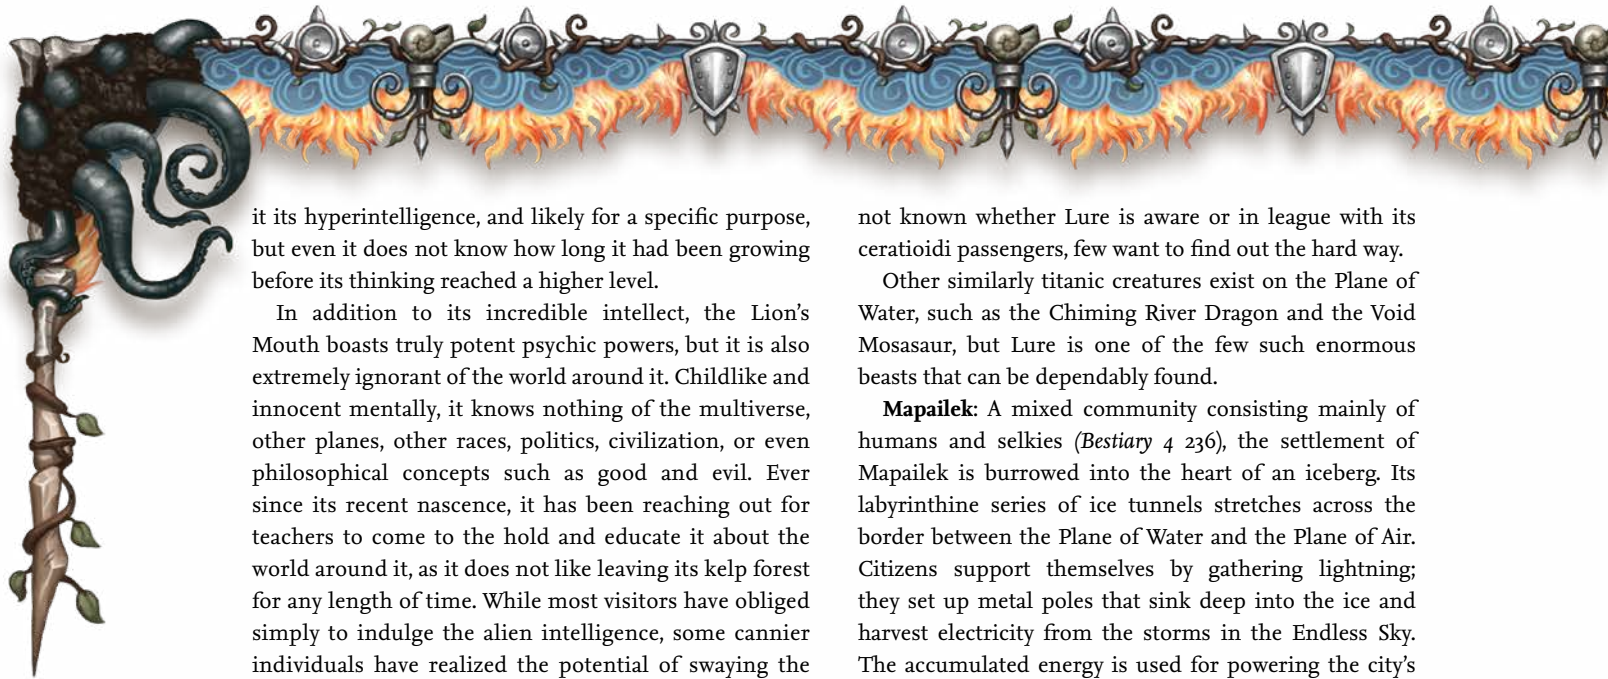 it its hyperintelligence, and likely for a specific purpose,
but even it does not know how long it had been growing
before its thinking reached a higher level.
In addition to its incredible intellect, the Lion’s
Mouth boasts truly potent psychic powers, but it is also
extremely ignorant of the world around it. Childlike and
innocent mentally, it knows nothing of the multiverse,
other planes, other races, politics, civilization, or even
philosophical concepts such as good and evil. Ever
since its recent nascence, it has been reaching out for
teachers to come to the hold and educate it about the
world around it, as it does not like leaving its kelp forest
for any length of time. While most visitors have obliged
simply to indulge the alien intelligence, some cannier
individuals have realized the potential of swaying the
not known whether Lure is aware or in league with its
ceratioidi passengers, few want to find out the hard way.
Other similarly titanic creatures exist on the Plane of
Water, such as the Chiming River Dragon and the Void
Mosasaur, but Lure is one of the few such enormous
beasts that can be dependably found.
Mapailek: A mixed community consisting mainly of
humans and selkies (Bestiary 4 236), the settlement of
Mapailek is burrowed into the heart of an iceberg. Its
labyrinthine series of ice tunnels stretches across the
border between the Plane of Water and the Plane of Air.
Citizens support themselves by gathering lightning;
they set up metal poles that sink deep into the ice and
harvest electricity from the storms in the Endless Sky.
The accumulated energy is used for powering the city’s